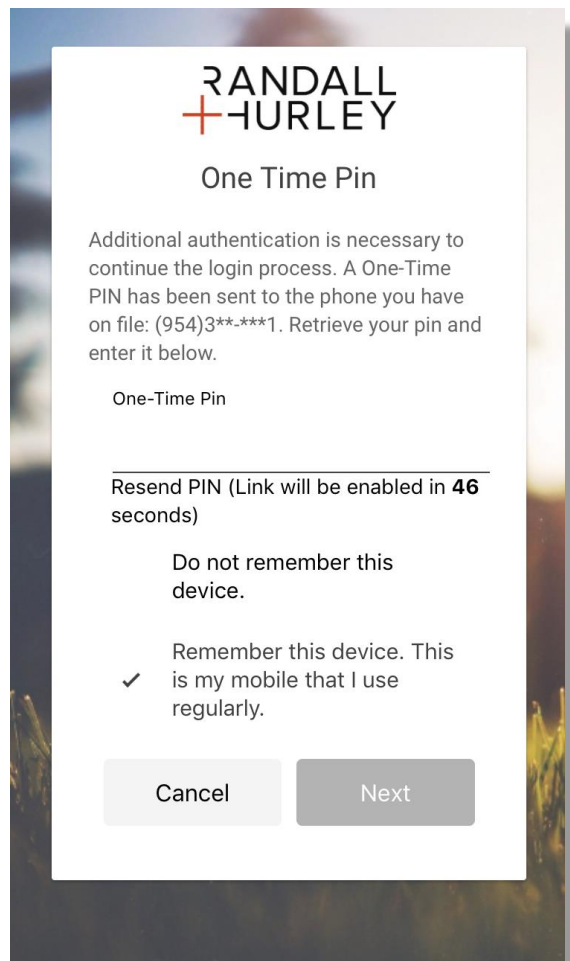 RANDALL
HURLEY
One Time Pin
Additional authentication is necessary to
continue the login process. A One-Time
PIN has been sent to the phone you have
on file: (954)3**-***1. Retrieve your pin and
enter it below.
One-Time Pin
Resend PIN (Link will be enabled in 46
seconds)
Do not remember this
device.
Remember this device. This
is my mobile that I use
regularly.
Cancel Next